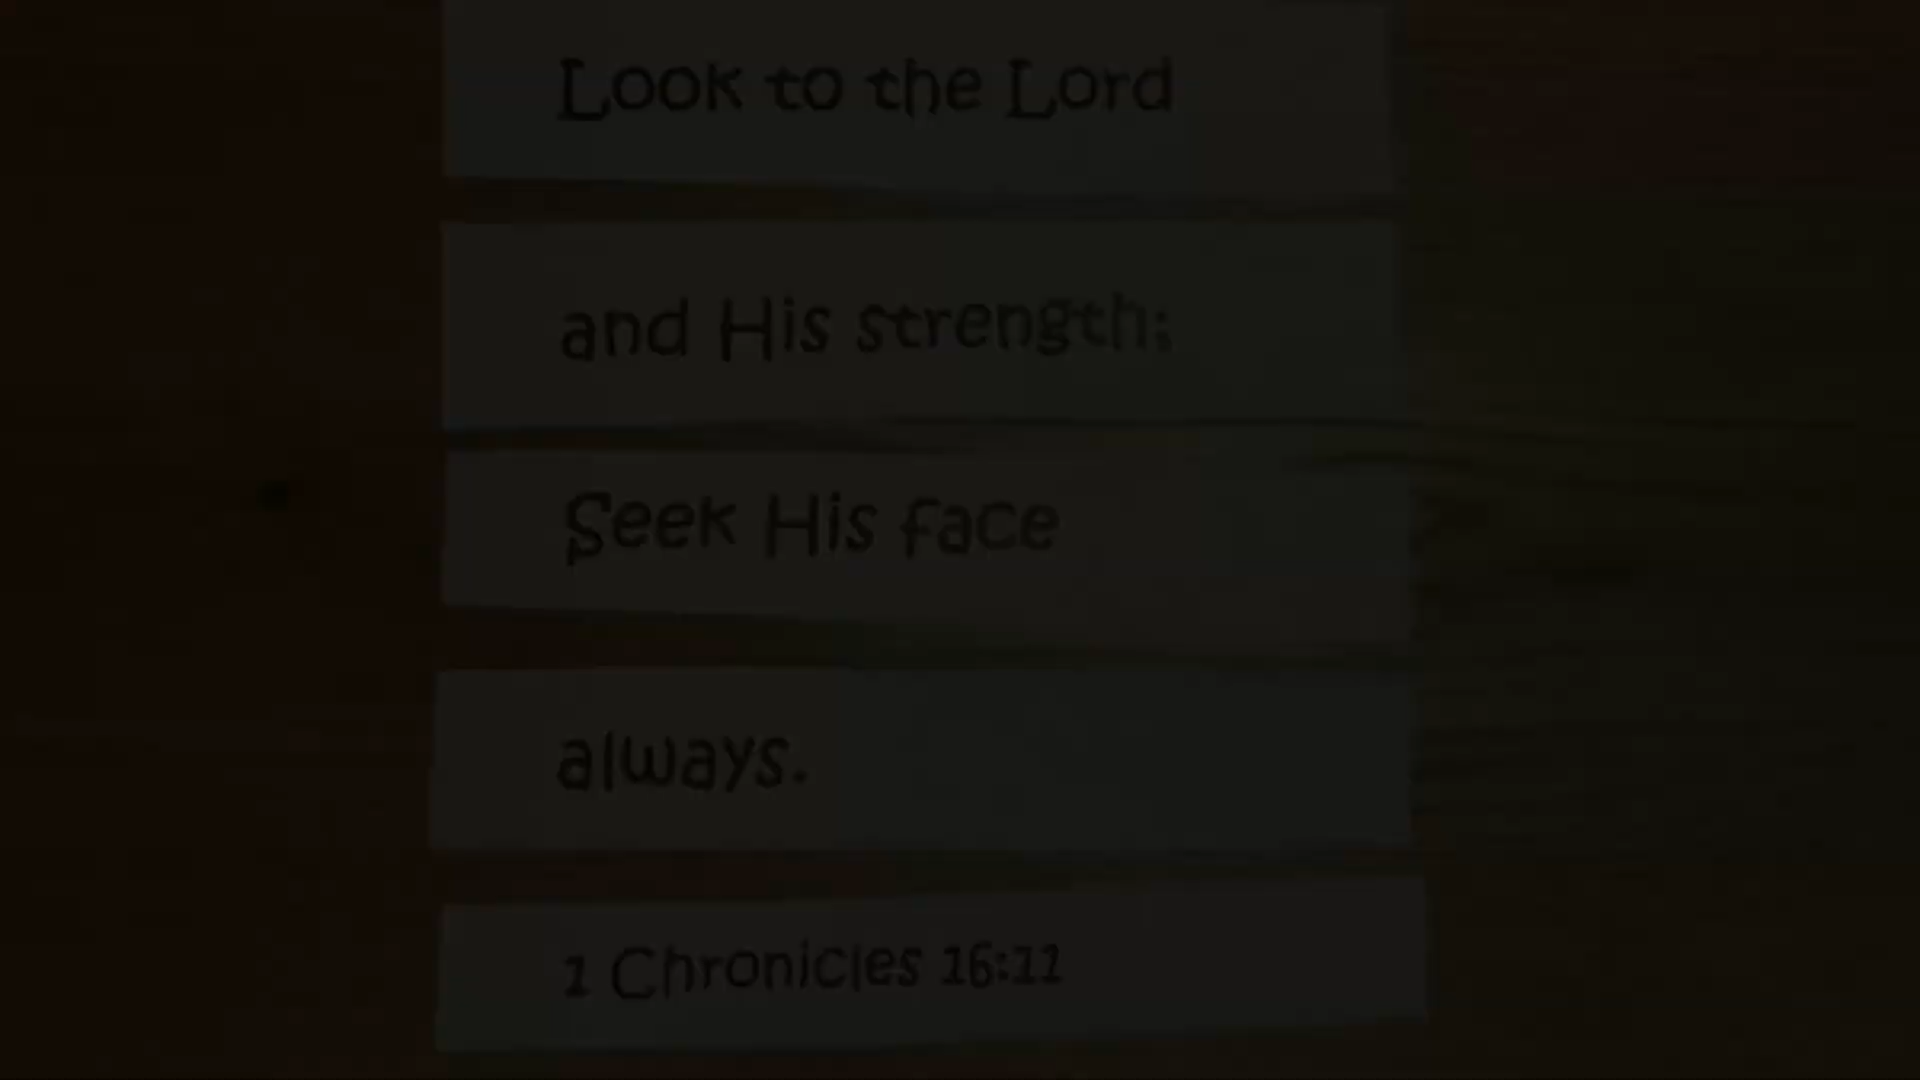 Look to the Lord
and His strength;
Seek His face
always.
1 Chronicles 16:11